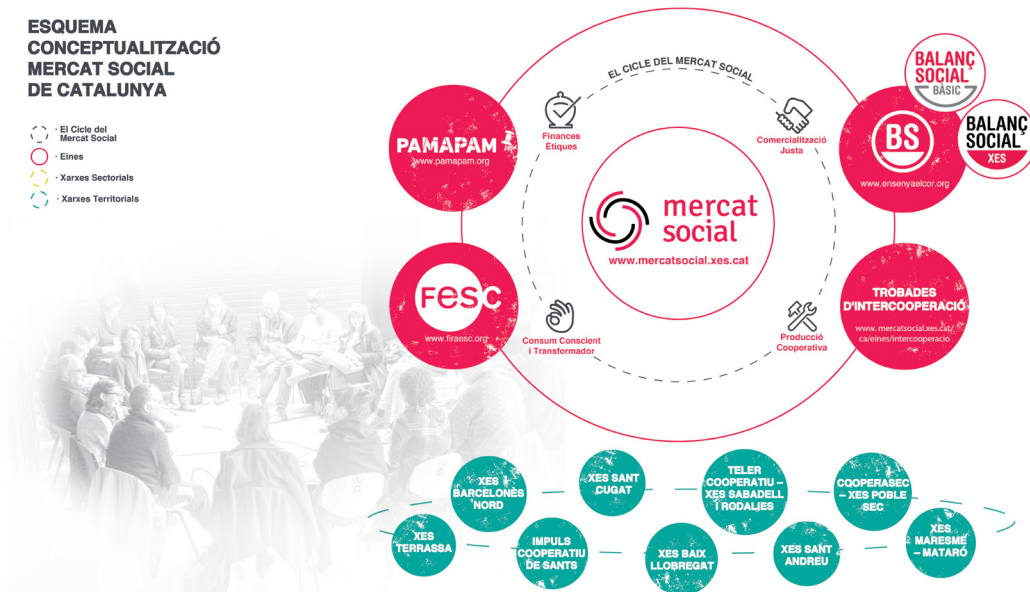 ESQUEMA
CONCEPTUALITZACIÓ
MERCAT SOCIAL
DE CATALUNYA
· El Cicle del
Mercat Social
· Eines
· Xarxes Sectorials
· Xarxes Territorials
EL CICLE DEL MERCAT SOCIAL
PAMAPAM
www.pamapam.org
Finances
Ètiques
Comercialització
Justa
BALANÇ
SOCIAL
BÀSIC
BS
www.ensenyaelcor.org
BALANÇ
SOCIAL
XES
mercat
social
www.mercatsocial.xes.cat
FESC
www.firaesc.org
Consum Conscient
i Transformador
Producció
Cooperativa
TROBADES
D'INTERCOOPERACIÓ
www. mercatsocial.xes.cat/
ca/eines/intercooperacio
XES
BARCELONÈS
NORD
XES SANT
CUGAT
TELER
COOPERATIU –
XES SABADELL
I RODALJES
COOPERASEC
– XES POBLE
SEC
XES
TERRASSA
IMPULS
COOPERATIU
DE SANTS
XES BAIX
LLOBREGAT
XES SANT
ANDREU
XES
MARESME
– MATARÓ